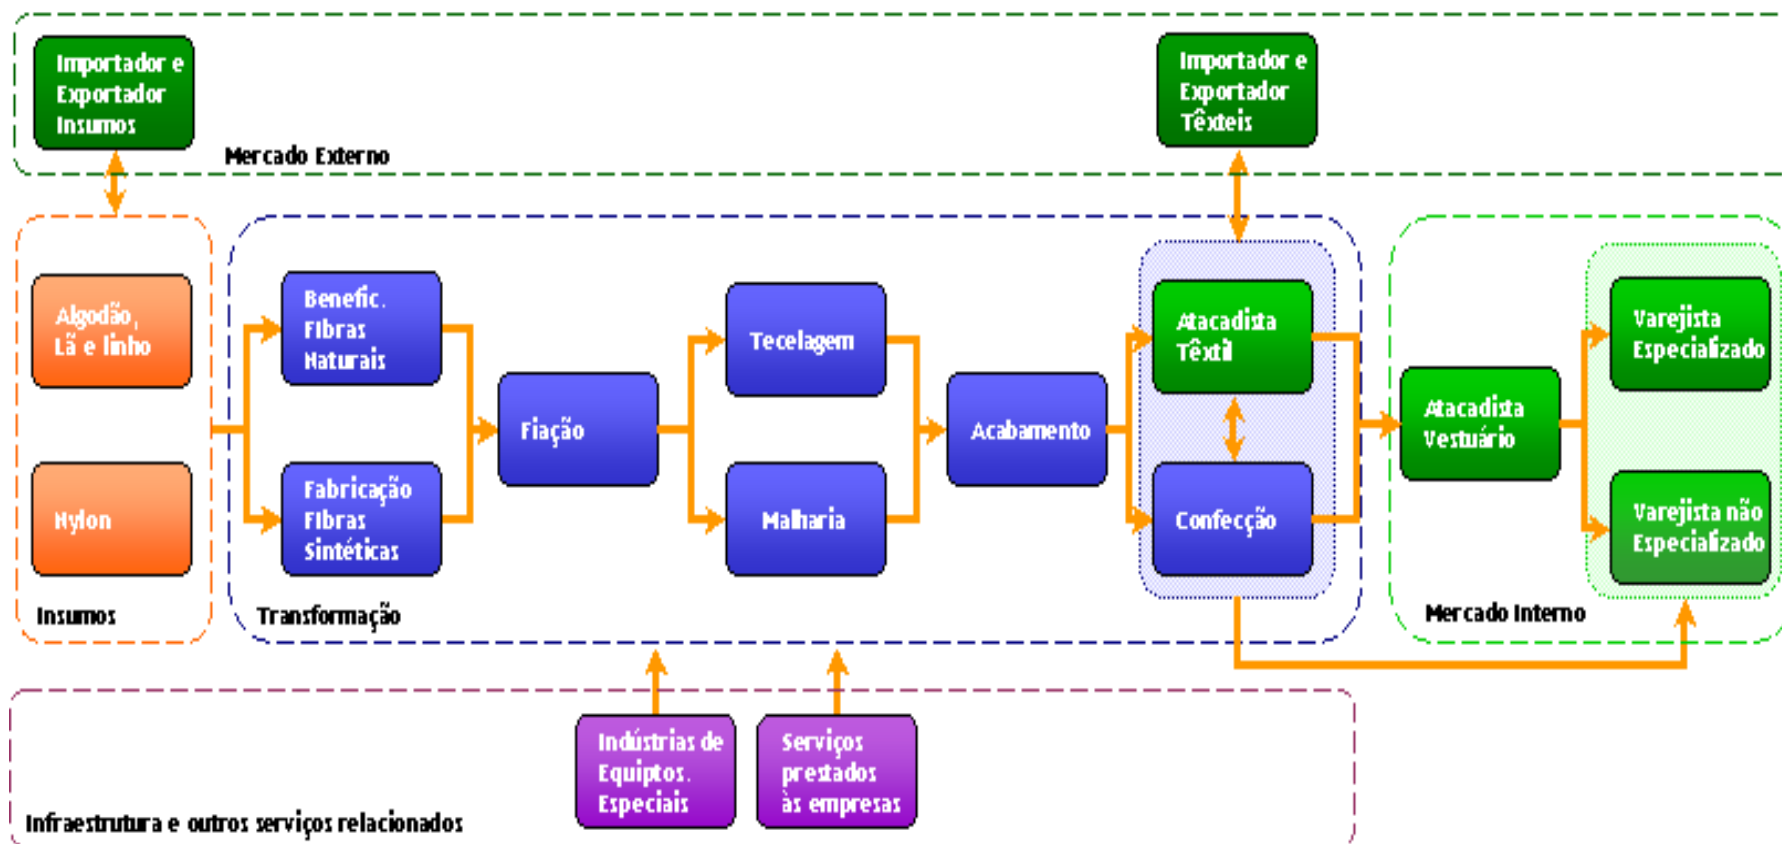 Importador e
Exportador
Insumos
Importador e
Exportador
Têxteis
Mercado Externo
Algodão,
Lã e linho
Nylon
Insumos
Benefic.
Fibras
Naturais
Fabricação
Fibras
Sintéticas
Fiação
Tecelagem
Malharia
Acabamento
Atacadista
Têxtil
Confecção
Transformação
Atacadista
Vestuário
Varejista
Especializado
Varejista não
Especializado
Mercado Interno
Indústrias de
Equiptos.
Especiais
Serviços
prestados
às empresas
Infraestrutura e outros serviços relacionados